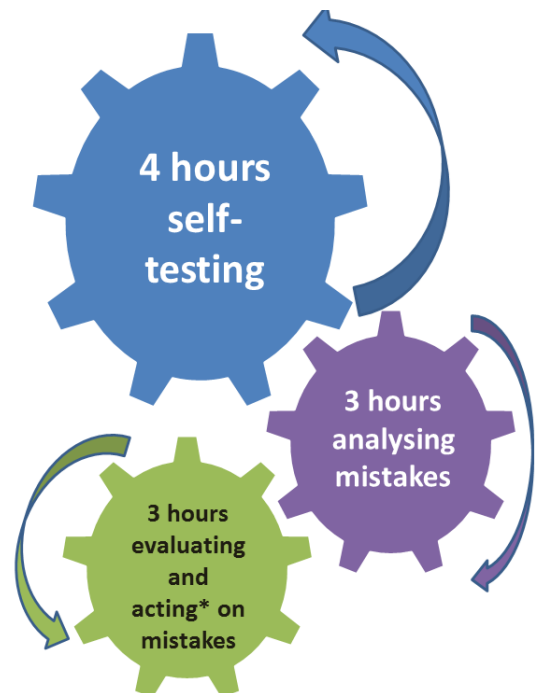 4 hours
self-
testing
3 hours
analysing
mistakes
3 hours
evaluating
and
acting* on
mistakes